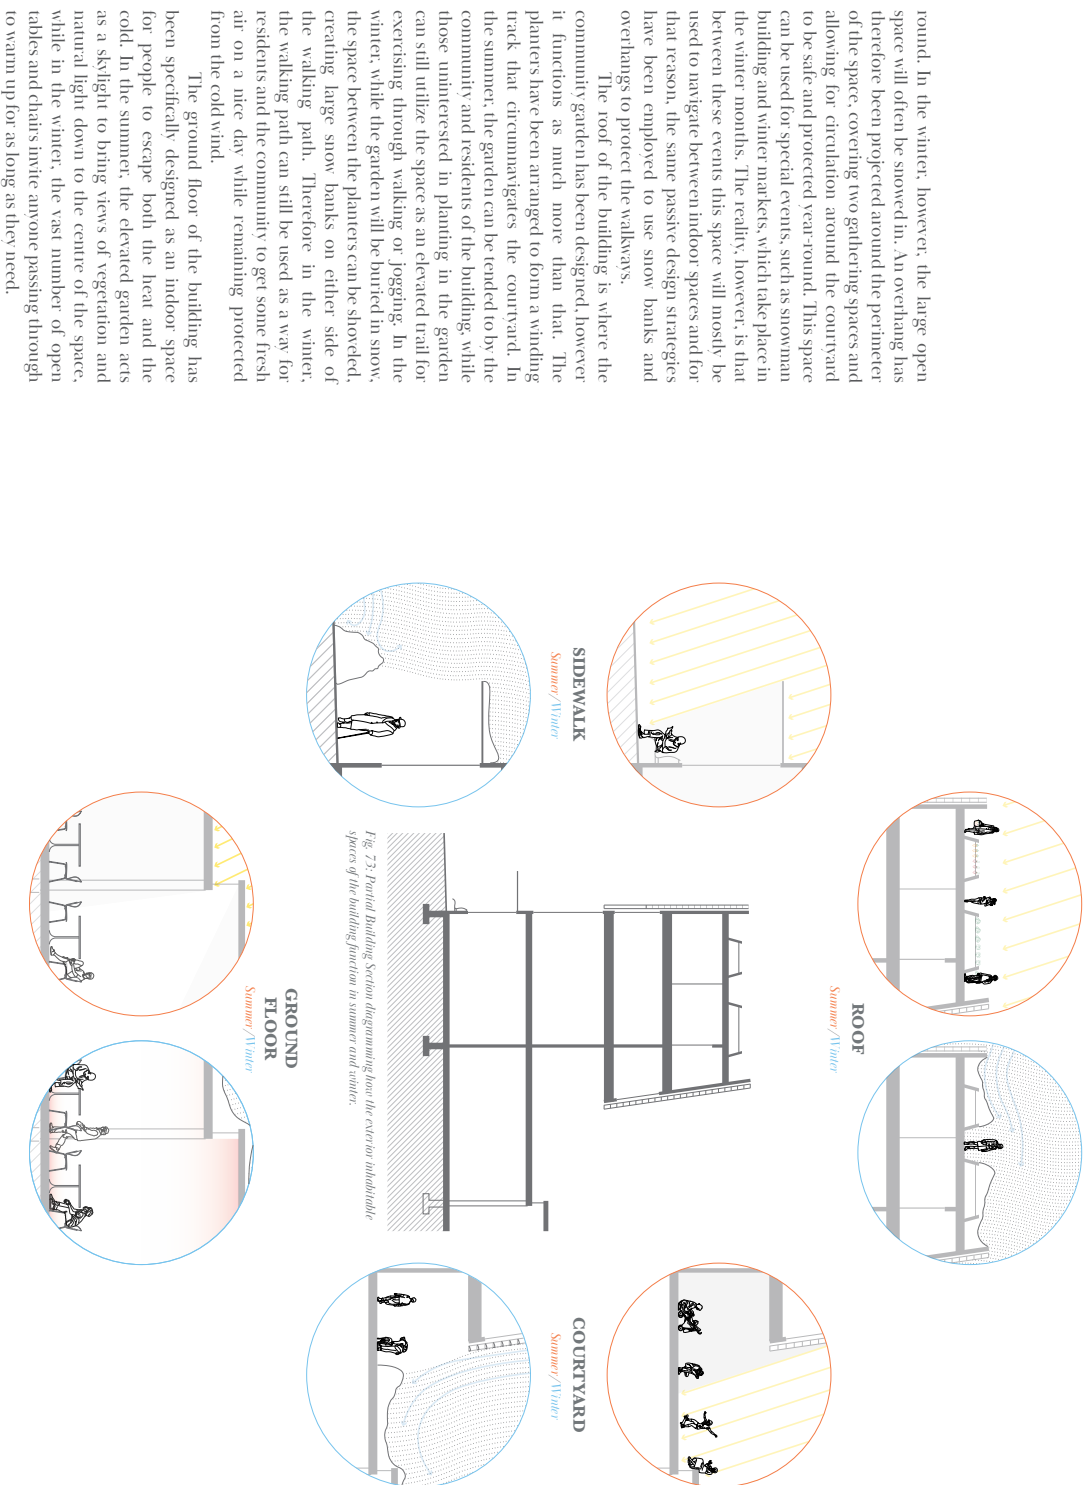 round. In the winter, however, the large open
space will often be snowed in. An overhang has
therefore been projected around the perimeter
of the space, covering two gathering spaces and
allowing for circulation around the courtyard
to be safe and protected year-round. This space
can be used for special events, such as snowman
building and winter markets, which take place in
the winter months. The reality, however, is that
between these events this space will mostly be
used to navigate between indoor spaces and for
that reason, the same passive design strategies
have been employed to use snow banks and
overhangs to protect the walkways.
The roof of the building is where the
community garden has been designed, however
it functions as much more than that. The
planters have been arranged to form a winding
track that circumnavigates the courtyard. In
the summer, the garden can be tended to by the
community and residents of the building, while
those uninterested in planting in the garden
can still utilize the space as an elevated trail for
exercising through walking or jogging. In the
winter, while the garden will be buried in snow,
the space between the planters can be shoveled,
creating large snow banks on either side of
the walking path. Therefore in the winter,
the walking path can still be used as a way for
residents and the community to get some fresh
air on a nice day while remaining protected
from the cold wind.
The ground floor of the building has
been specifically designed as an indoor space
for people to escape both the heat and the
cold. In the summer, the elevated garden acts
as a skylight to bring views of vegetation and
natural light down to the centre of the space,
while in the winter, the vast number of open
tables and chairs invite anyone passing through
to warm up for as long as they need.
ROOF
Summer/Winter
SIDEWALK
Summer/Winter
COURTYARD
Summer/Winter
Fig. 73: Partial Building Section diagramming how the exterior inhabitable
spaces of the building function in summer and winter.
GROUND
FLOOR
Summer/Winter